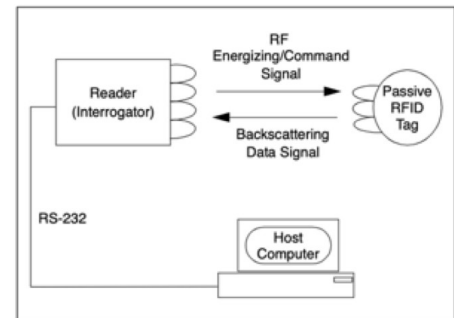 RF
Energizing/Command
Signal
Reader
(Interrogator)
Passive
RFID
Tag
Backscattering
Data Signal
RS-232
Host
Computer